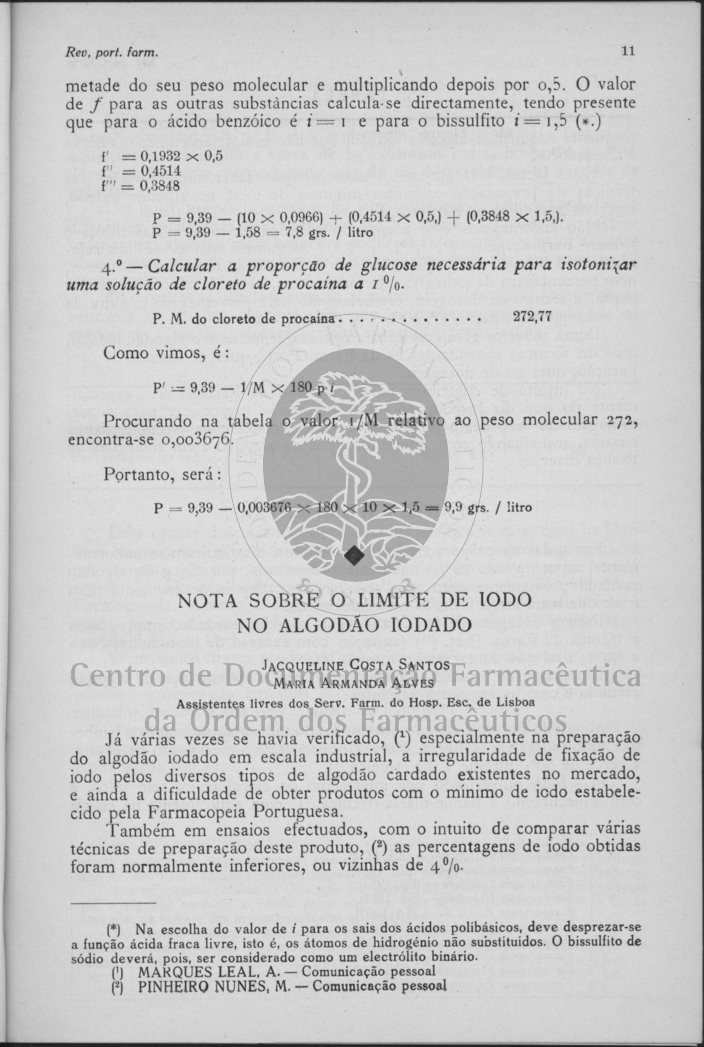 Rev. port. farm. 11
metade do seu peso molecular e multiplicando depois por 0,5. O valor
de f para as outras substàncias calcula-se directamente, tendo presente
que para o ácido benzóico é i = 1 e para o bissulfito i = 1,5 (*.)
f' = 0,1932 × 0,5
f'' = 0,4514
f''' = 0,3848
P = 9,39 — (10 × 0,0966) + (0,4514 × 0,5,) + (0,3848 × 1,5,).
P = 9,39 — 1,58 = 7,8 grs. / litro
4.º — Calcular a proporção de glucose necessária para isotonizar
uma solução de cloreto de procaína a 1 %.
P. M. do cloreto de procaína . . . . . . . . . . . . . . 272,77
Como vimos, é :
P' = 9,39 — 1/M × 180 p i
Procurando na tabela o valor 1/M relativo ao peso molecular 272,
encontra-se 0,003676.
Portanto, será :
P = 9,39 — 0,003676 × 180 × 10 × 1,5 = 9,9 grs. / litro
NOTA SOBRE O LIMITE DE IODO
NO ALGODÃO IODADO
JACQUELINE COSTA SANTOS
MARIA ARMANDA ALVES
Assistentes livres dos Serv. Farm. do Hosp. Esc. de Lisboa
Centro de Documentação Farmacêutica
da Ordem dos Farmacêuticos
Já várias vezes se havia verificado, (¹) especialmente na preparação
do algodão iodado em escala industrial, a irregularidade de fixação de
iodo pelos diversos tipos de algodão cardado existentes no mercado,
e ainda a dificuldade de obter produtos com o mínimo de iodo estabele-
cido pela Farmacopeia Portuguesa.
Também em ensaios efectuados, com o intuito de comparar várias
técnicas de preparação deste produto, (²) as percentagens de iodo obtidas
foram normalmente inferiores, ou vizinhas de 4 %.
(*) Na escolha do valor de i para os sais dos ácidos polibásicos, deve desprezar-se
a função ácida fraca livre, isto é, os átomos de hidrogénio não substituidos. O bissulfito de
sódio deverá, pois, ser considerado como um electrólito binário.
(¹) MARQUES LEAL, A. — Comunicação pessoal
(²) PINHEIRO NUNES, M. — Comunicação pessoal